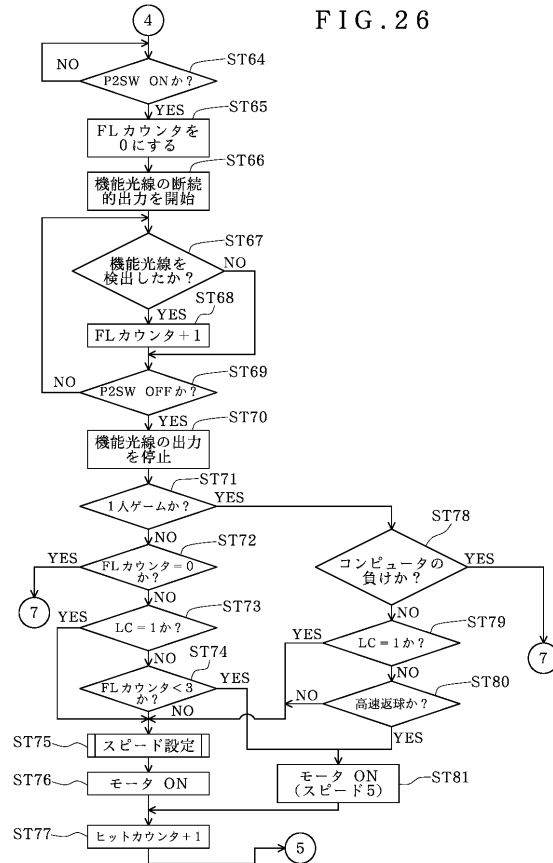 FIG.26
4
ST64
P2SW ONか？
NO
YES
ST65
FLカウンタを
0にする
ST66
機能光線の断続
的出力を開始
ST67
機能光線を
検出したか？
NO
YES
ST68
FLカウンタ+1
ST69
P2SW OFFか？
NO
YES
ST70
機能光線の出力
を停止
ST71
1人ゲームか？
YES
NO
ST72
FLカウンタ=0
か？
YES
7
NO
ST73
LC=1か？
YES
NO
ST74
FLカウンタ<3
か？
YES
NO
ST75
スピード設定
ST76
モータ ON
ST77
ヒットカウンタ+1
5
ST78
コンピュータの
負けか？
YES
7
NO
ST79
LC=1か？
YES
NO
ST80
高速返球か？
NO
YES
ST81
モータ ON
(スピード5)